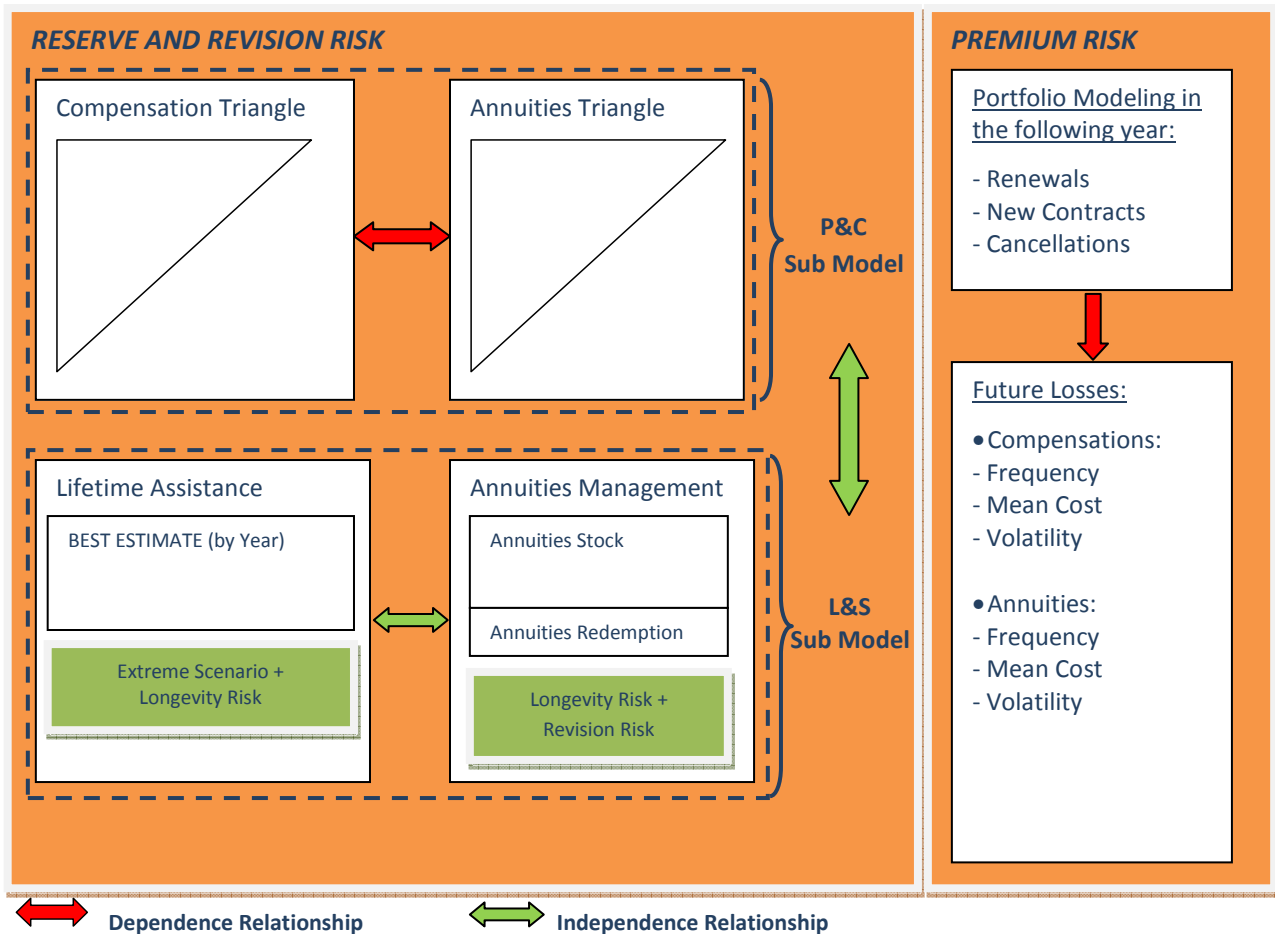 RESERVE AND REVISION RISK
Compensation Triangle
Annuities Triangle
P&C
Sub Model
Lifetime Assistance
BEST ESTIMATE (by Year)
Extreme Scenario +
Longevity Risk
Annuities Management
Annuities Stock
Annuities Redemption
Longevity Risk +
Revision Risk
L&S
Sub Model
PREMIUM RISK
Portfolio Modeling in
the following year:
- Renewals
- New Contracts
- Cancellations
Future Losses:
•Compensations:
- Frequency
- Mean Cost
- Volatility
•Annuities:
- Frequency
- Mean Cost
- Volatility
Dependence Relationship
Independence Relationship